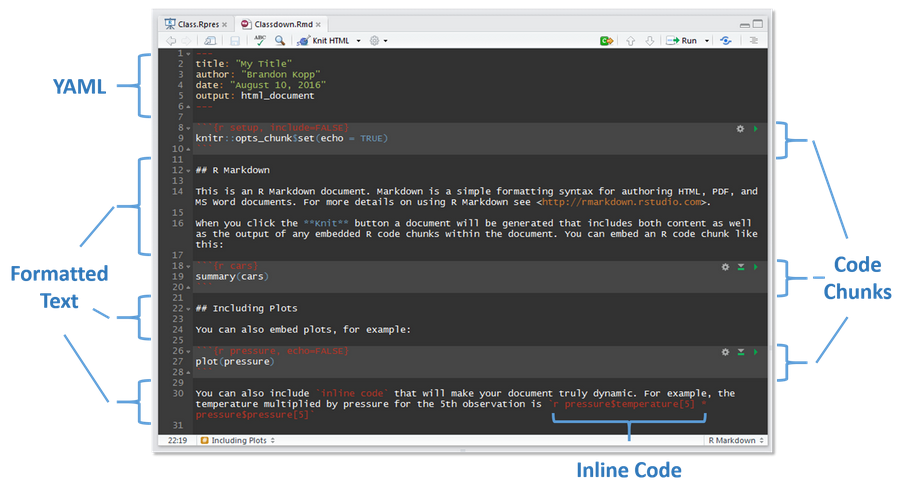 Class.Rpres × Classdown.Rmd ×
ABC Knit HTML Run
1 ---
2 title: "My Title"
3 author: "Brandon Kopp"
4 date: "August 10, 2016"
5 output: html_document
6 ---
7
8 ```{r setup, include=FALSE}
9 knitr::opts_chunk$set(echo = TRUE)
10 ```
11
12 ## R Markdown
13
14 This is an R Markdown document. Markdown is a simple formatting syntax for authoring HTML, PDF, and
MS Word documents. For more details on using R Markdown see <http://rmarkdown.rstudio.com>.
15
16 When you click the **Knit** button a document will be generated that includes both content as well
as the output of any embedded R code chunks within the document. You can embed an R code chunk like
this:
17
18 ```{r cars}
19 summary(cars)
20 ```
21
22 ## Including Plots
23
24 You can also embed plots, for example:
25
26 ```{r pressure, echo=FALSE}
27 plot(pressure)
28 ```
29
30 You can also include `inline code` that will make your document truly dynamic. For example, the
temperature multiplied by pressure for the 5th observation is `r pressure$temperature[5] *
pressure$pressure[5]`
31
22:19 # Including Plots R Markdown
YAML
Formatted
Text
Code
Chunks
Inline Code